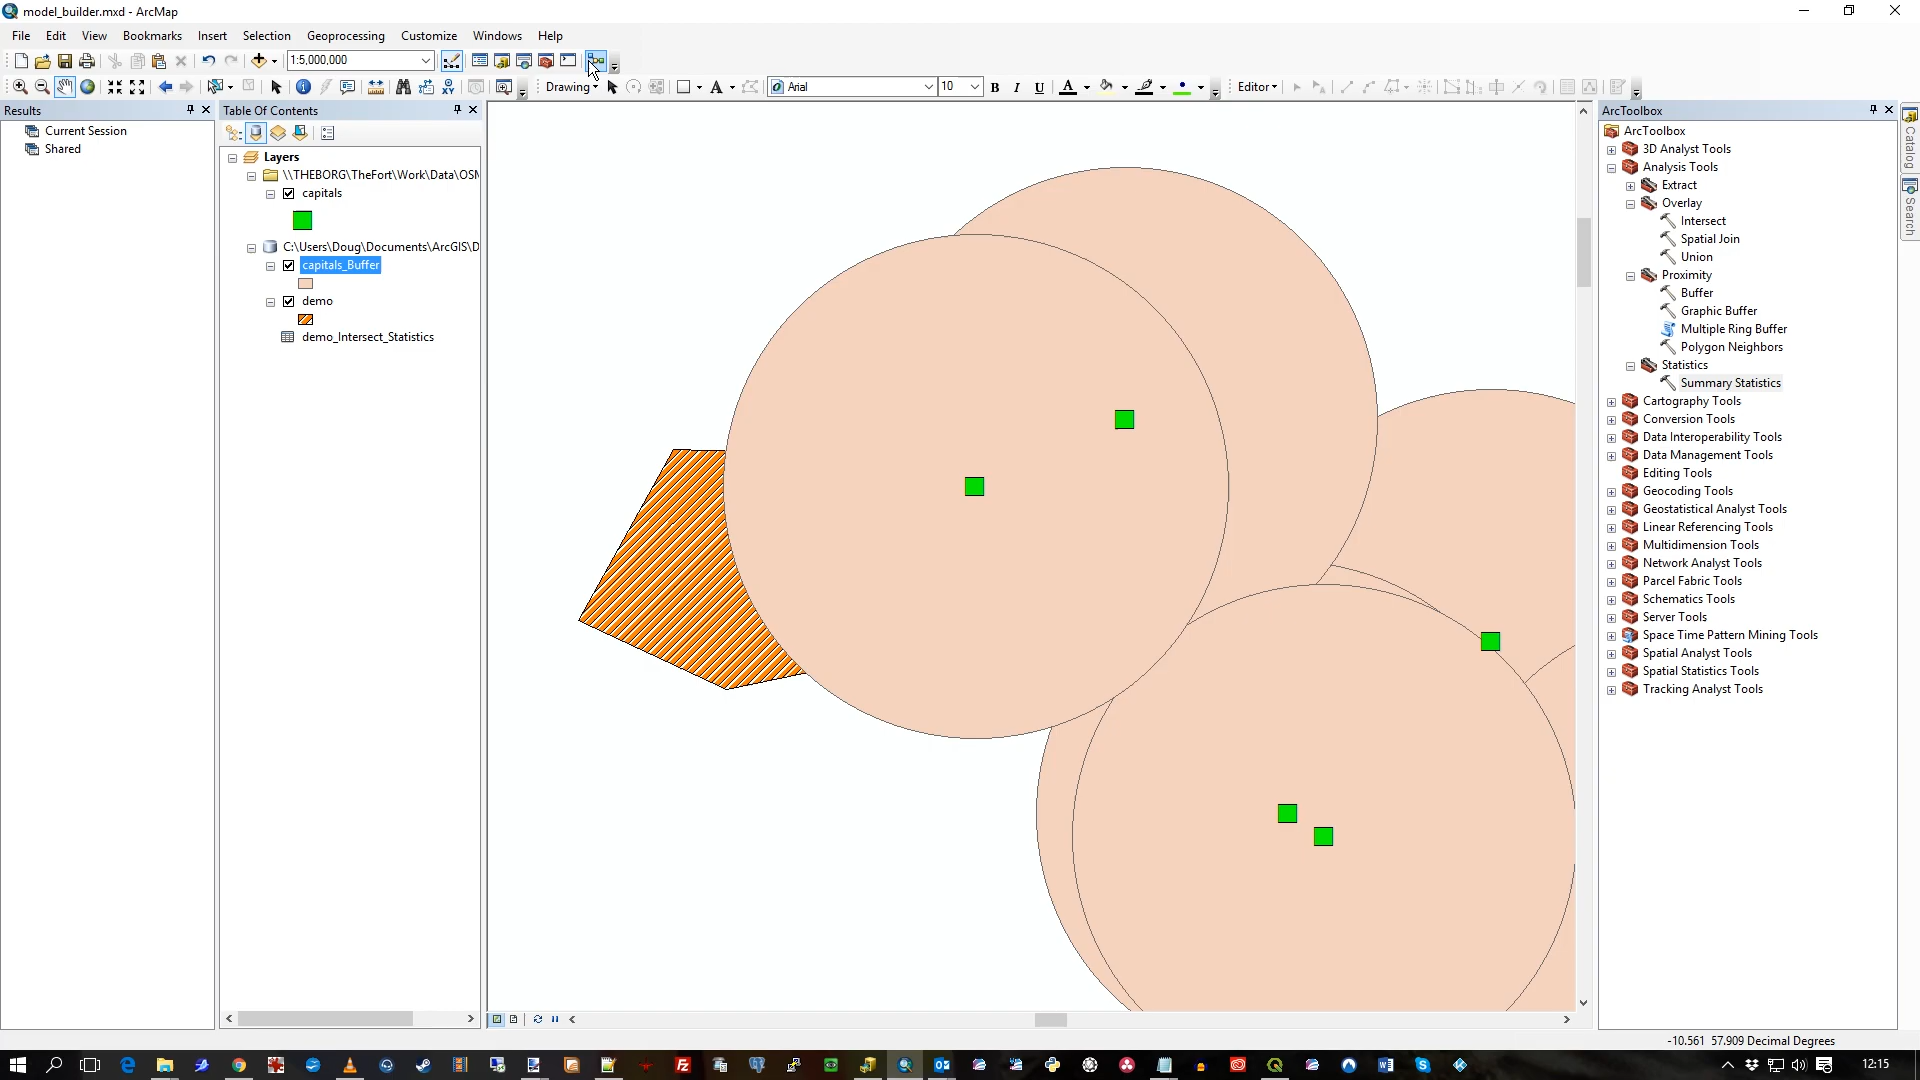 model_builder.mxd - ArcMap
File Edit View Bookmarks Insert Selection Geoprocessing Customize Windows Help
1:5,000,000
Drawing Arial 10 B I U A Editor
Results
Current Session
Shared
Table Of Contents
Layers
\\THEBORG\TheFort\Work\Data\OSM
capitals
C:\Users\Doug\Documents\ArcGIS\D
capitals_Buffer
demo
demo_Intersect_Statistics
ArcToolbox
ArcToolbox
3D Analyst Tools
Analysis Tools
Extract
Overlay
Intersect
Spatial Join
Union
Proximity
Buffer
Graphic Buffer
Multiple Ring Buffer
Polygon Neighbors
Statistics
Summary Statistics
Cartography Tools
Conversion Tools
Data Interoperability Tools
Data Management Tools
Editing Tools
Geocoding Tools
Geostatistical Analyst Tools
Linear Referencing Tools
Multidimension Tools
Network Analyst Tools
Parcel Fabric Tools
Schematics Tools
Server Tools
Space Time Pattern Mining Tools
Spatial Analyst Tools
Spatial Statistics Tools
Tracking Analyst Tools
Catalog
Search
-10.561 57.909 Decimal Degrees
12:15